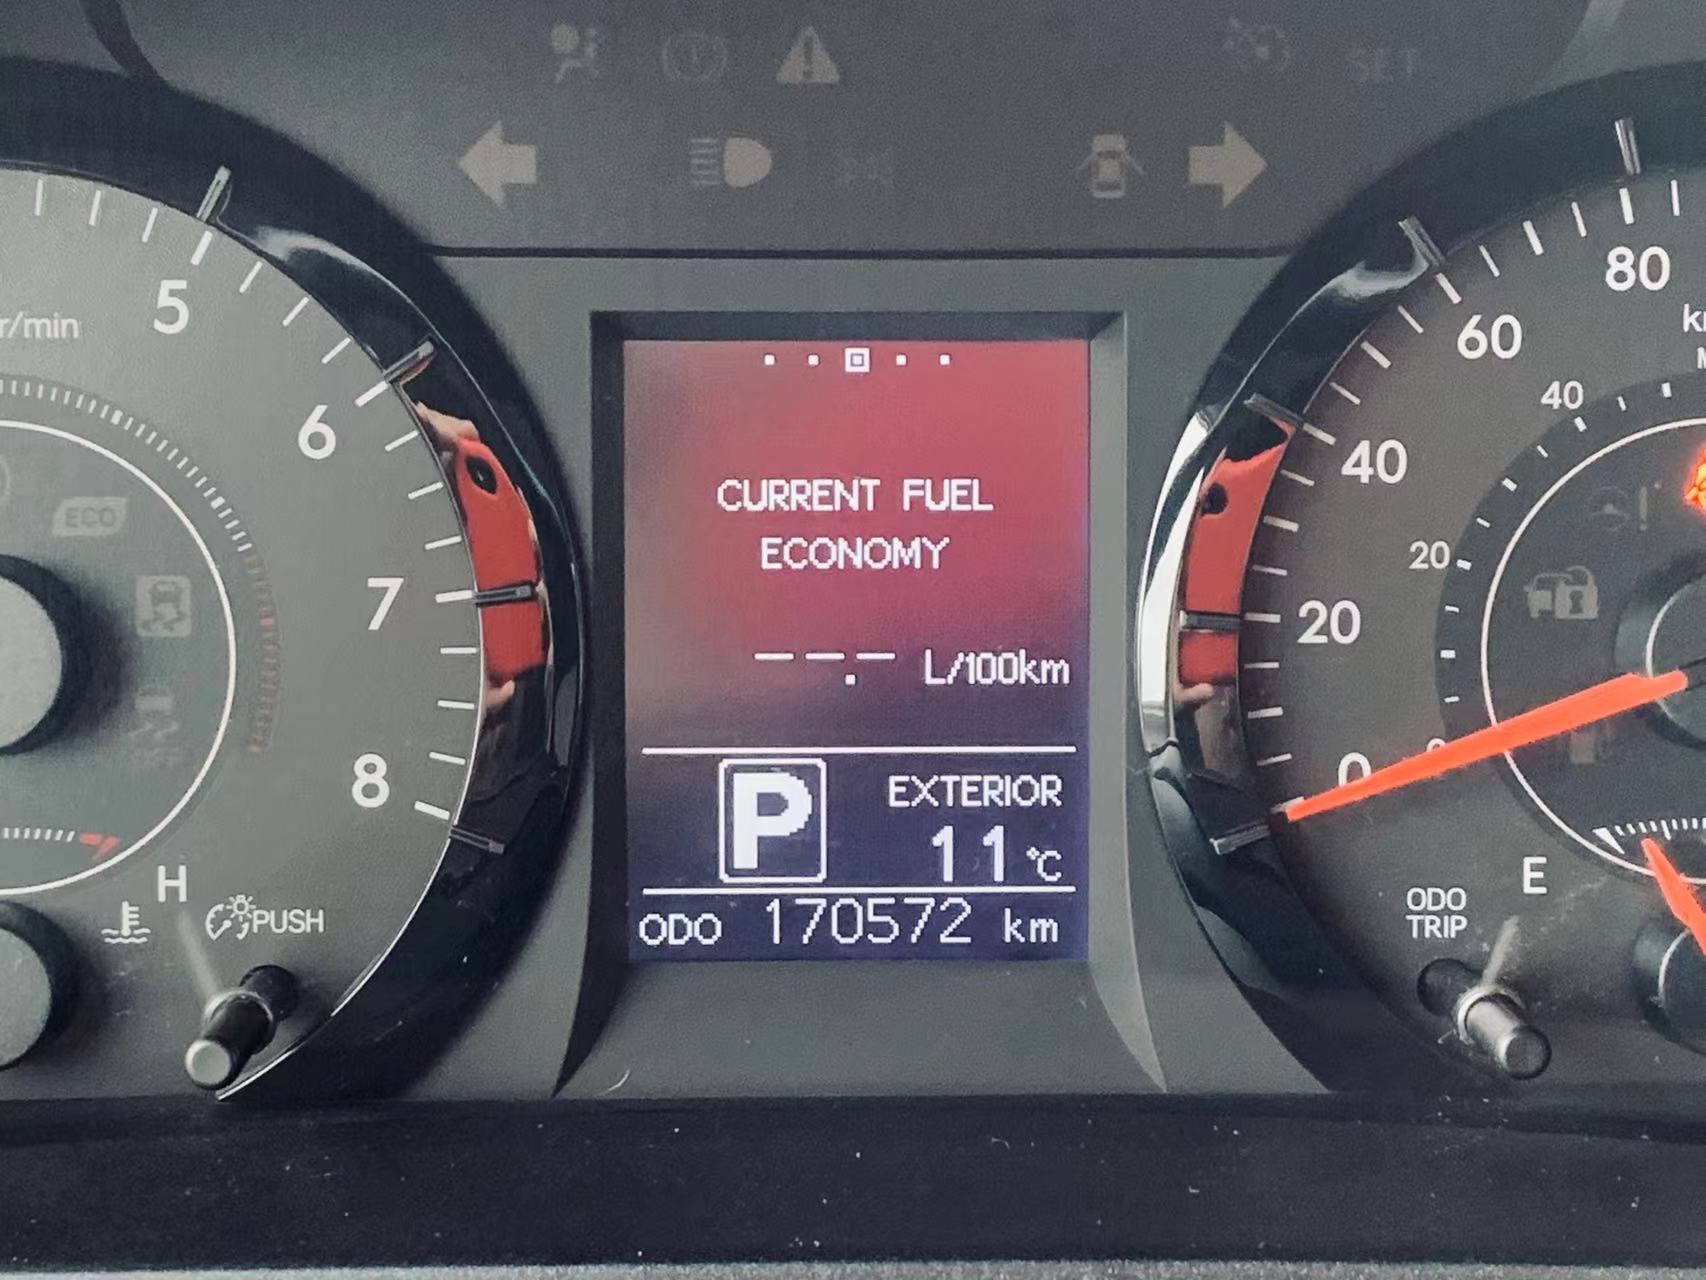 SET
5
r/min
80
60
6
40
40
CURRENT FUEL
ECONOMY
ECO
20
7
20
---.- L/100km
8
0
P
EXTERIOR
11 °C
H
E
PUSH
ODO
TRIP
ODO 170572 km